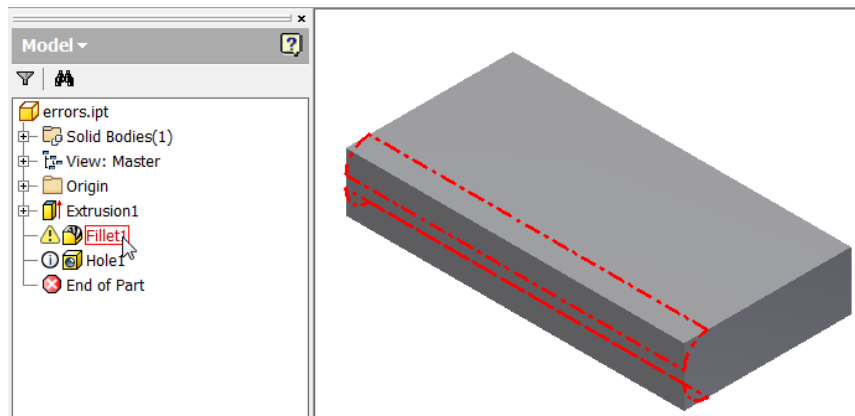 Model
errors.ipt
Solid Bodies(1)
View: Master
Origin
Extrusion1
Fillet1
Hole1
End of Part